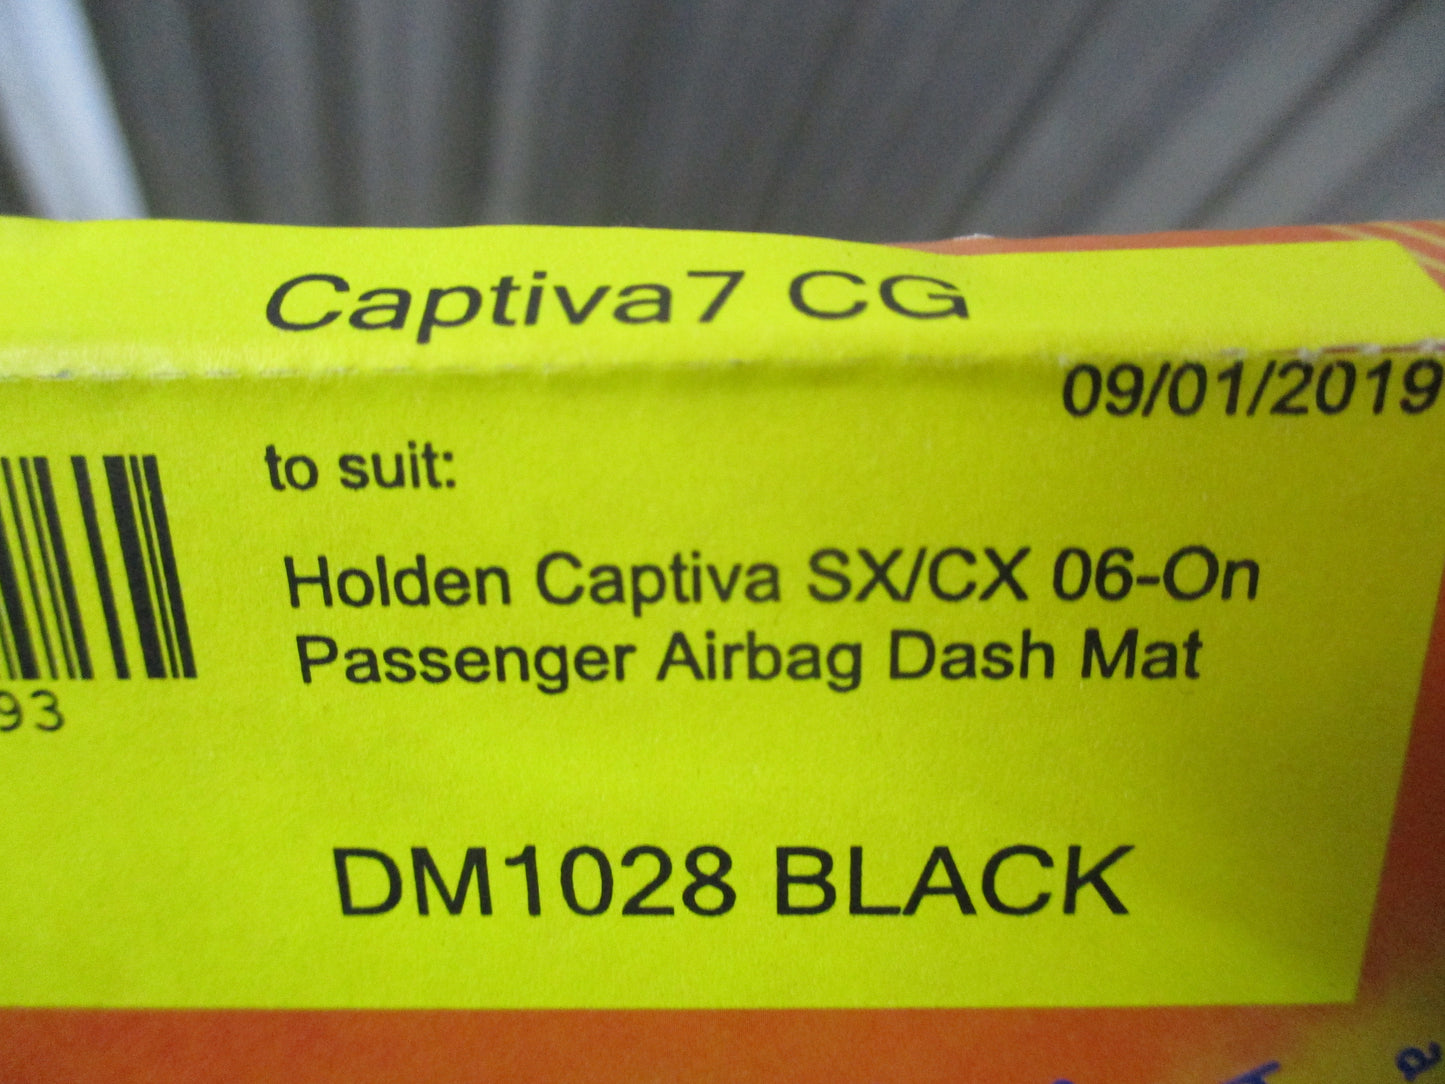 Captiva7 CG
09/01/2019
to suit:
Holden Captiva SX/CX 06-On
Passenger Airbag Dash Mat
93
DM1028 BLACK